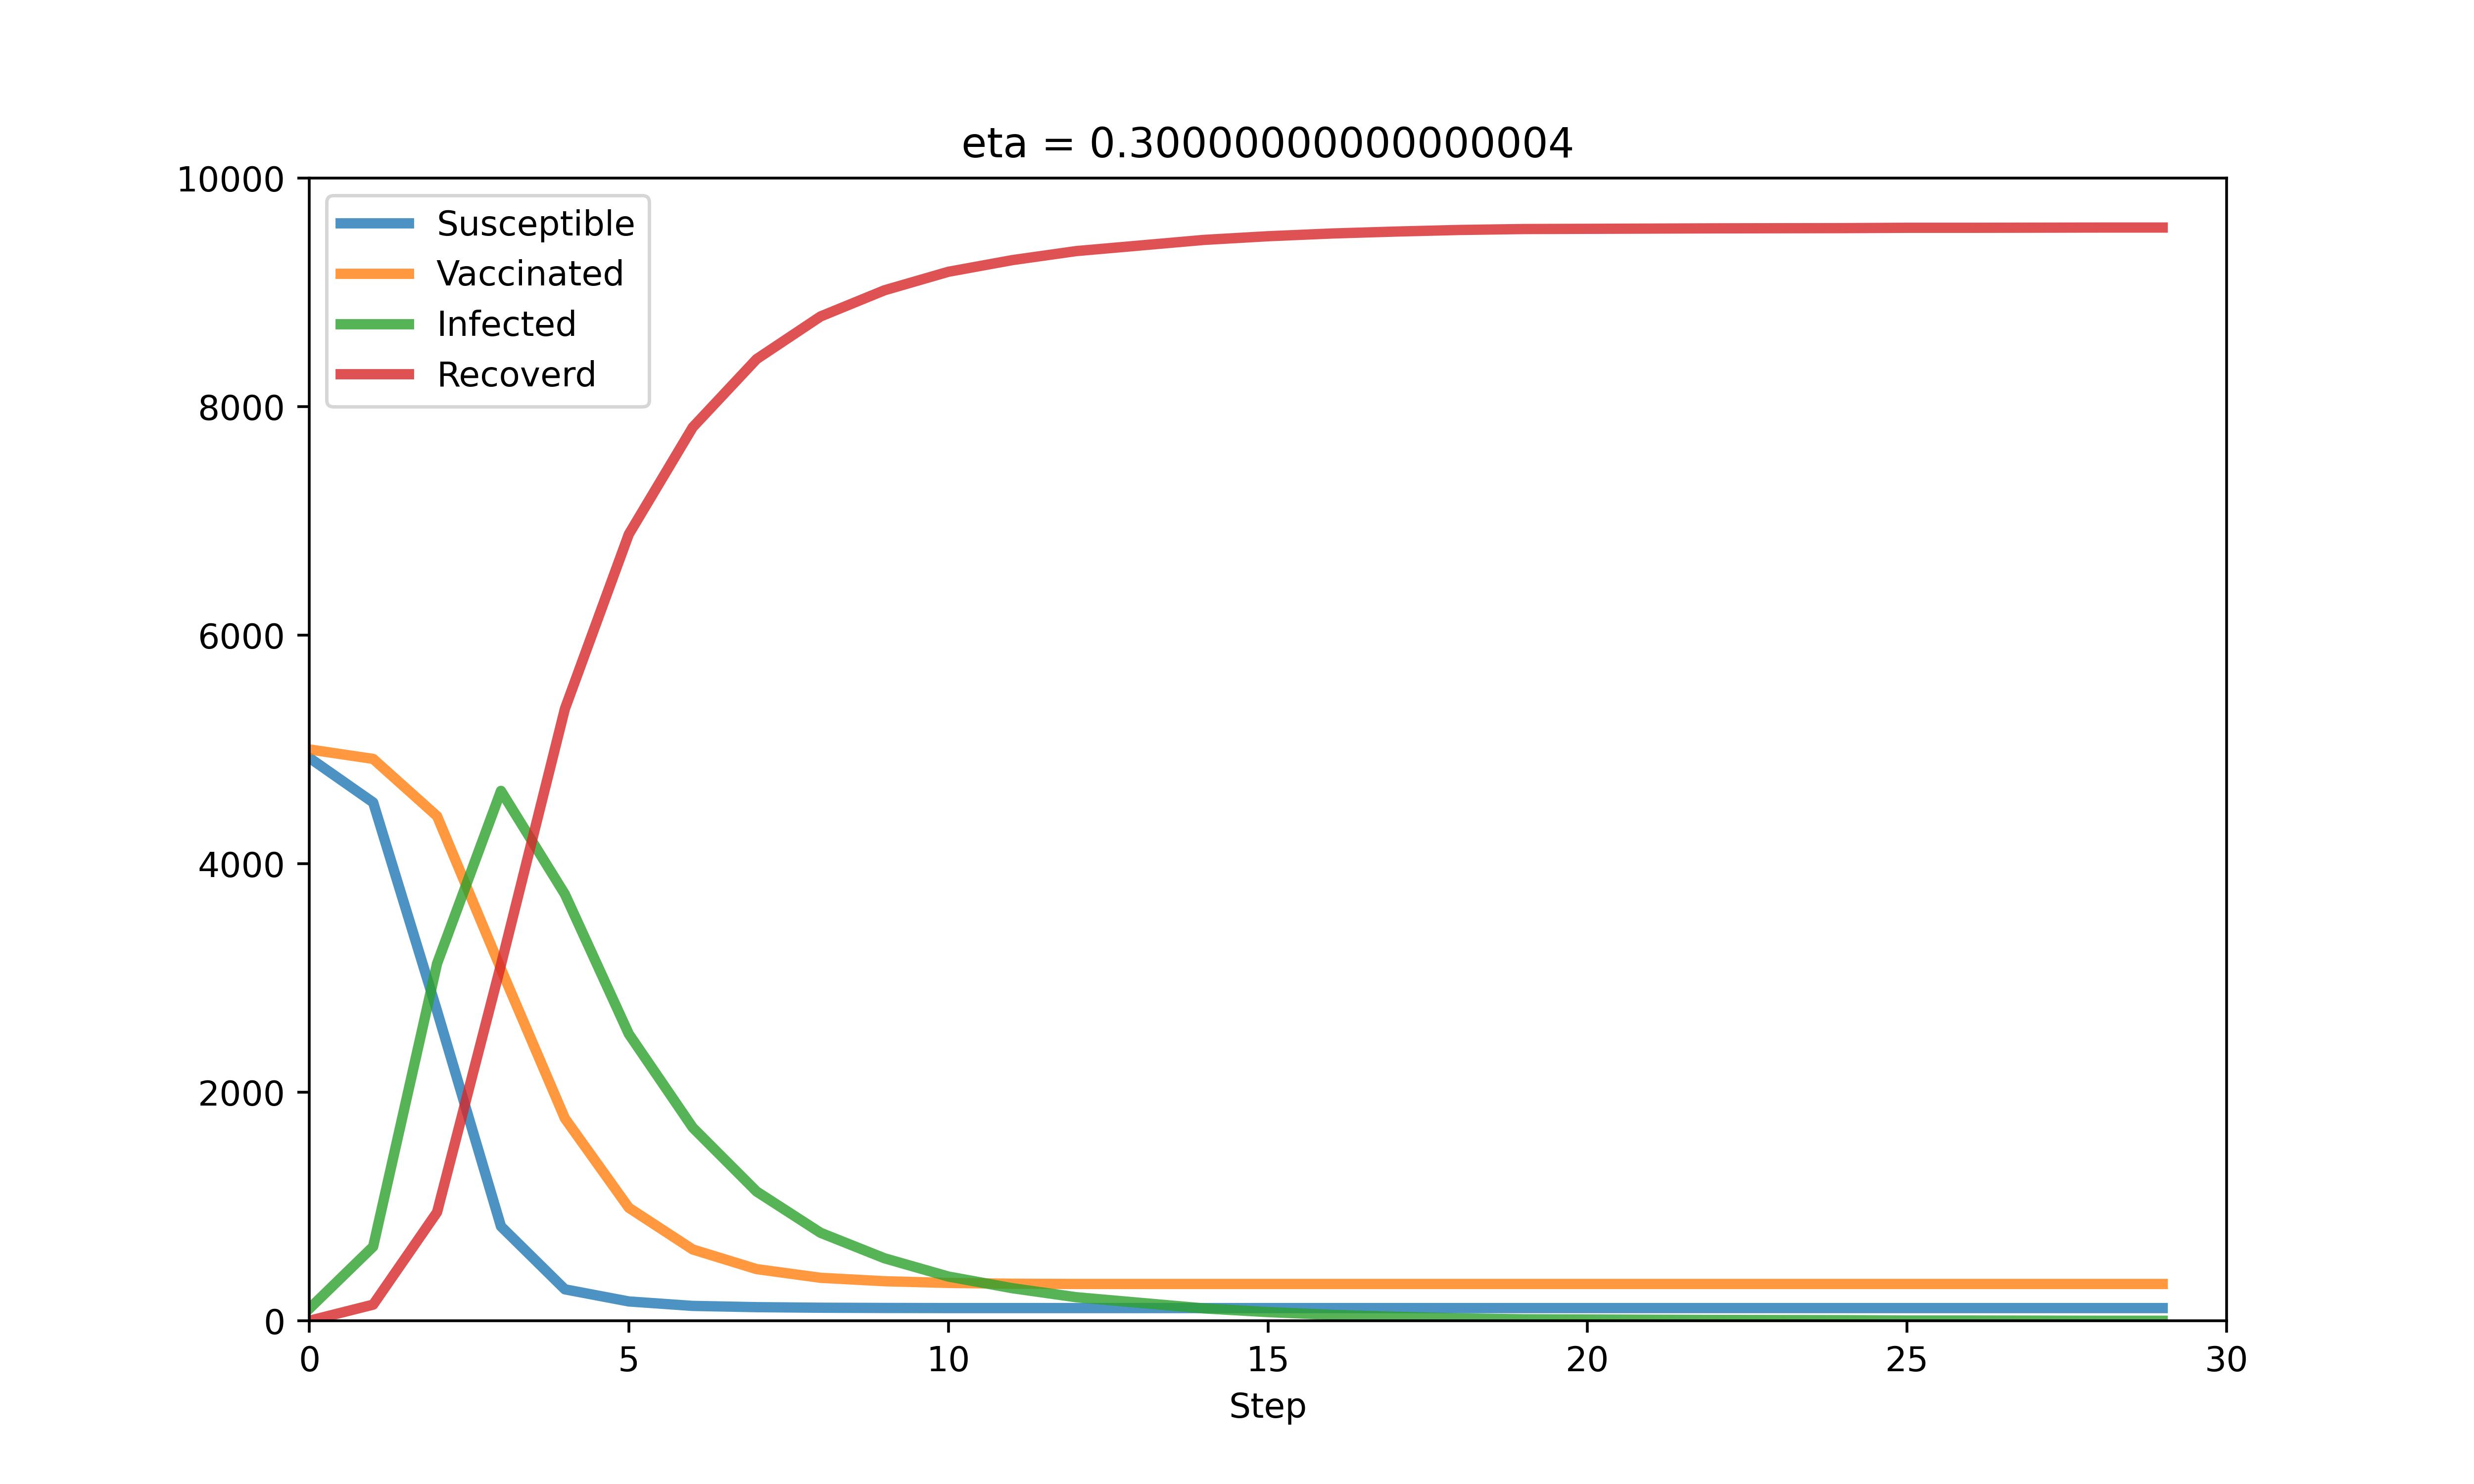 eta = 0.30000000000000004
10000
8000
6000
4000
2000
0
Susceptible
Vaccinated
Infected
Recoverd
0 5 10 15 20 25 30
Step